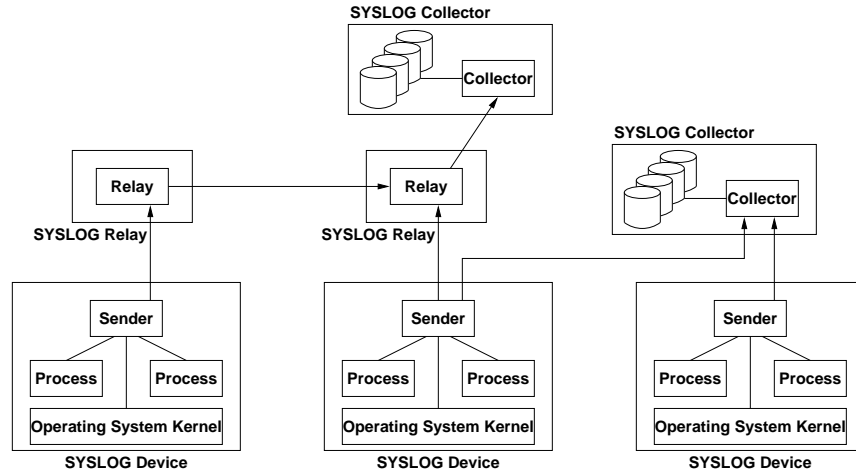 SYSLOG Collector
Collector
SYSLOG Collector
Relay
Relay
Collector
SYSLOG Relay
SYSLOG Relay
Sender
Sender
Sender
Process
Process
Process
Process
Process
Process
Operating System Kernel
Operating System Kernel
Operating System Kernel
SYSLOG Device
SYSLOG Device
SYSLOG Device